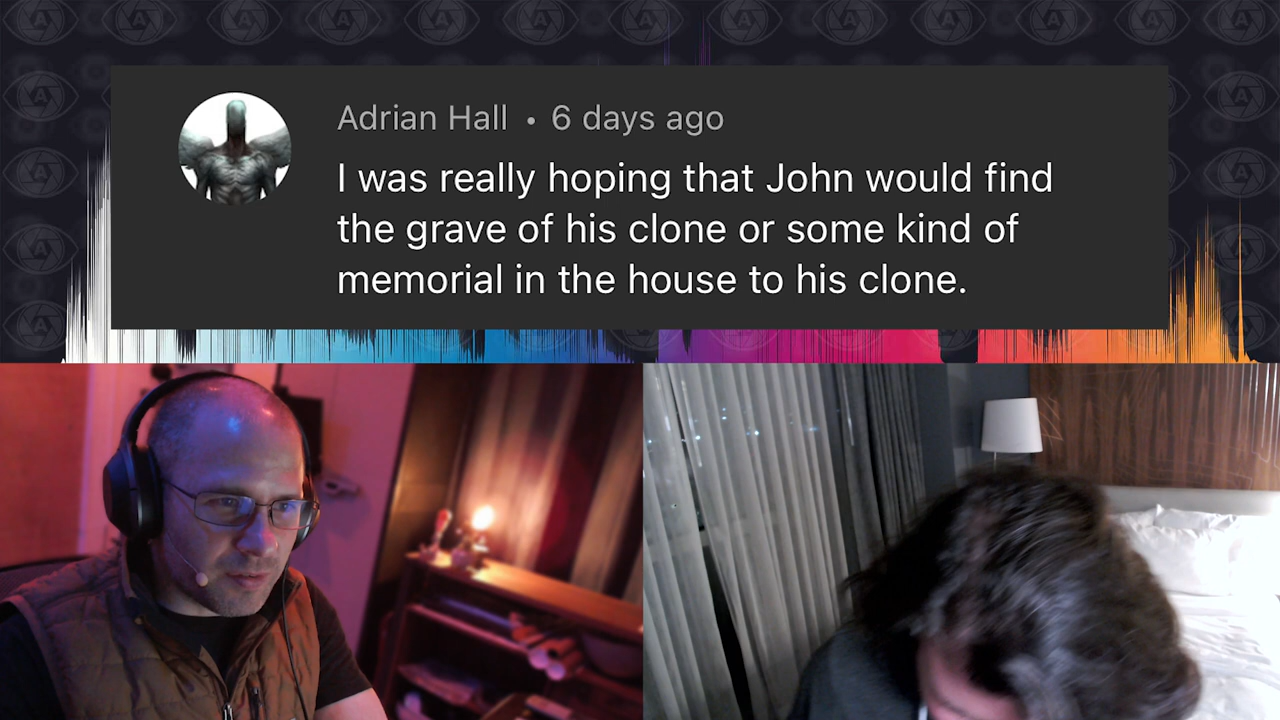 Adrian Hall • 6 days ago
I was really hoping that John would find
the grave of his clone or some kind of
memorial in the house to his clone.